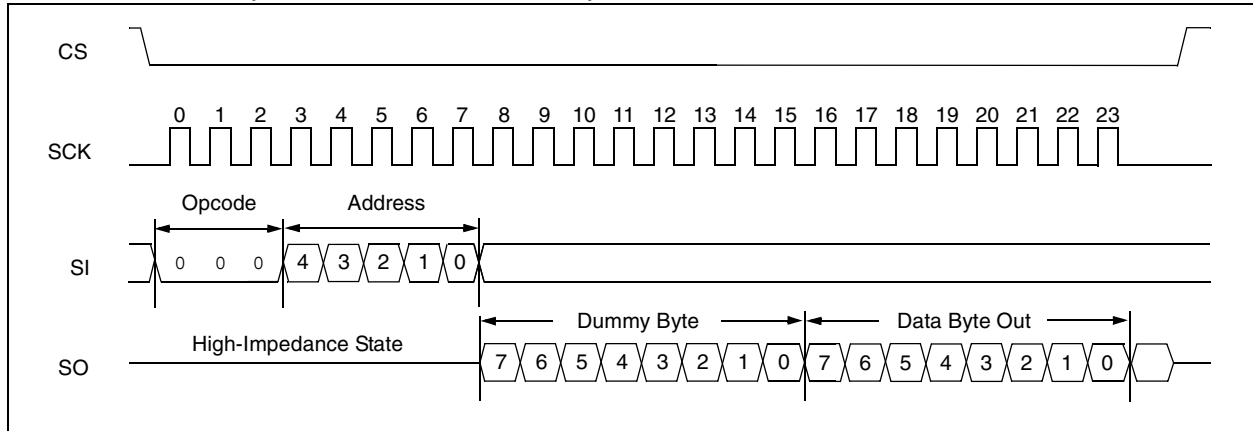 CS
0 1 2 3 4 5 6 7 8 9 10 11 12 13 14 15 16 17 18 19 20 21 22 23
SCK
Opcode Address
SI 0 0 0 4 3 2 1 0
Dummy Byte Data Byte Out
High-Impedance State
SO 7 6 5 4 3 2 1 0 7 6 5 4 3 2 1 0